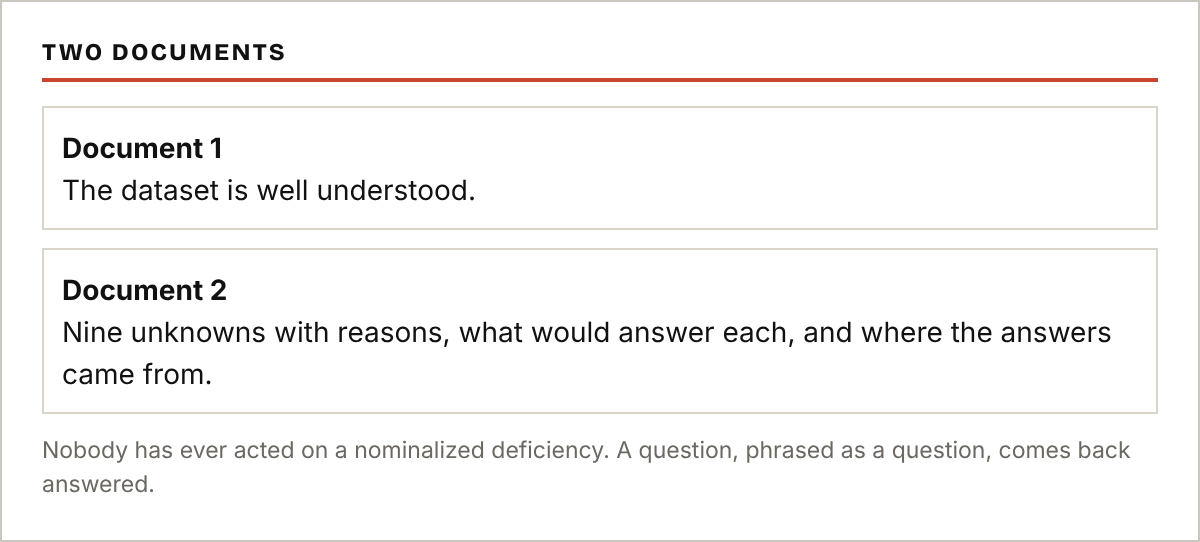 TWO DOCUMENTS
Document 1
The dataset is well understood.
Document 2
Nine unknowns with reasons, what would answer each, and where the answers
came from.
Nobody has ever acted on a nominalized deficiency. A question, phrased as a question, comes back
answered.